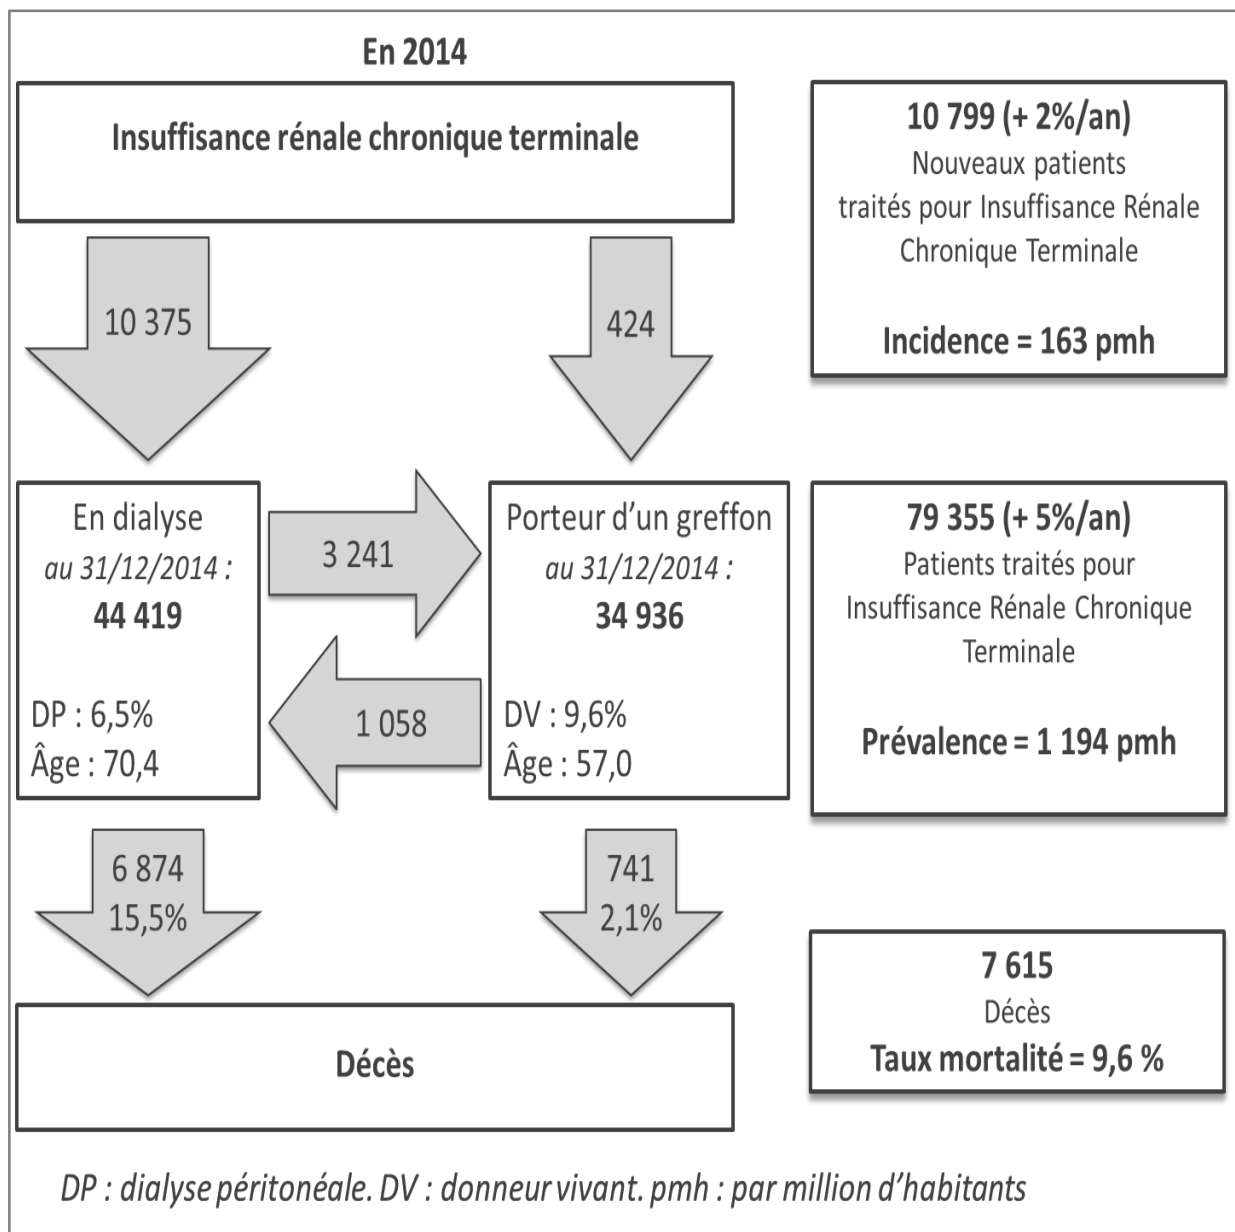 En 2014
Insuffisance rénale chronique terminale
10 799 (+ 2%/an)
Nouveaux patients
traités pour Insuffisance Rénale
Chronique Terminale
Incidence = 163 pmh
10 375
424
En dialyse
au 31/12/2014 :
44 419
DP : 6,5%
Âge : 70,4
3 241
1 058
Porteur d'un greffon
au 31/12/2014 :
34 936
DV : 9,6%
Âge : 57,0
79 355 (+ 5%/an)
Patients traités pour
Insuffisance Rénale Chronique
Terminale
Prévalence = 1 194 pmh
6 874
15,5%
741
2,1%
Décès
7 615
Décès
Taux mortalité = 9,6 %
DP : dialyse péritonéale. DV : donneur vivant. pmh : par million d'habitants